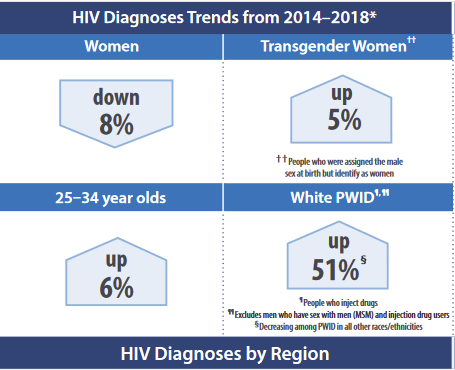 HIV Diagnoses Trends from 2014–2018*
Women
Transgender Women††
down
8%
up
5%
††People who were assigned the male
sex at birth but identify as women
25–34 year olds
White PWID¶,¶¶
up
6%
up
51%§
¶People who inject drugs
¶¶Excludes men who have sex with men (MSM) and injection drug users
§Decreasing among PWID in all other races/ethnicities
HIV Diagnoses by Region